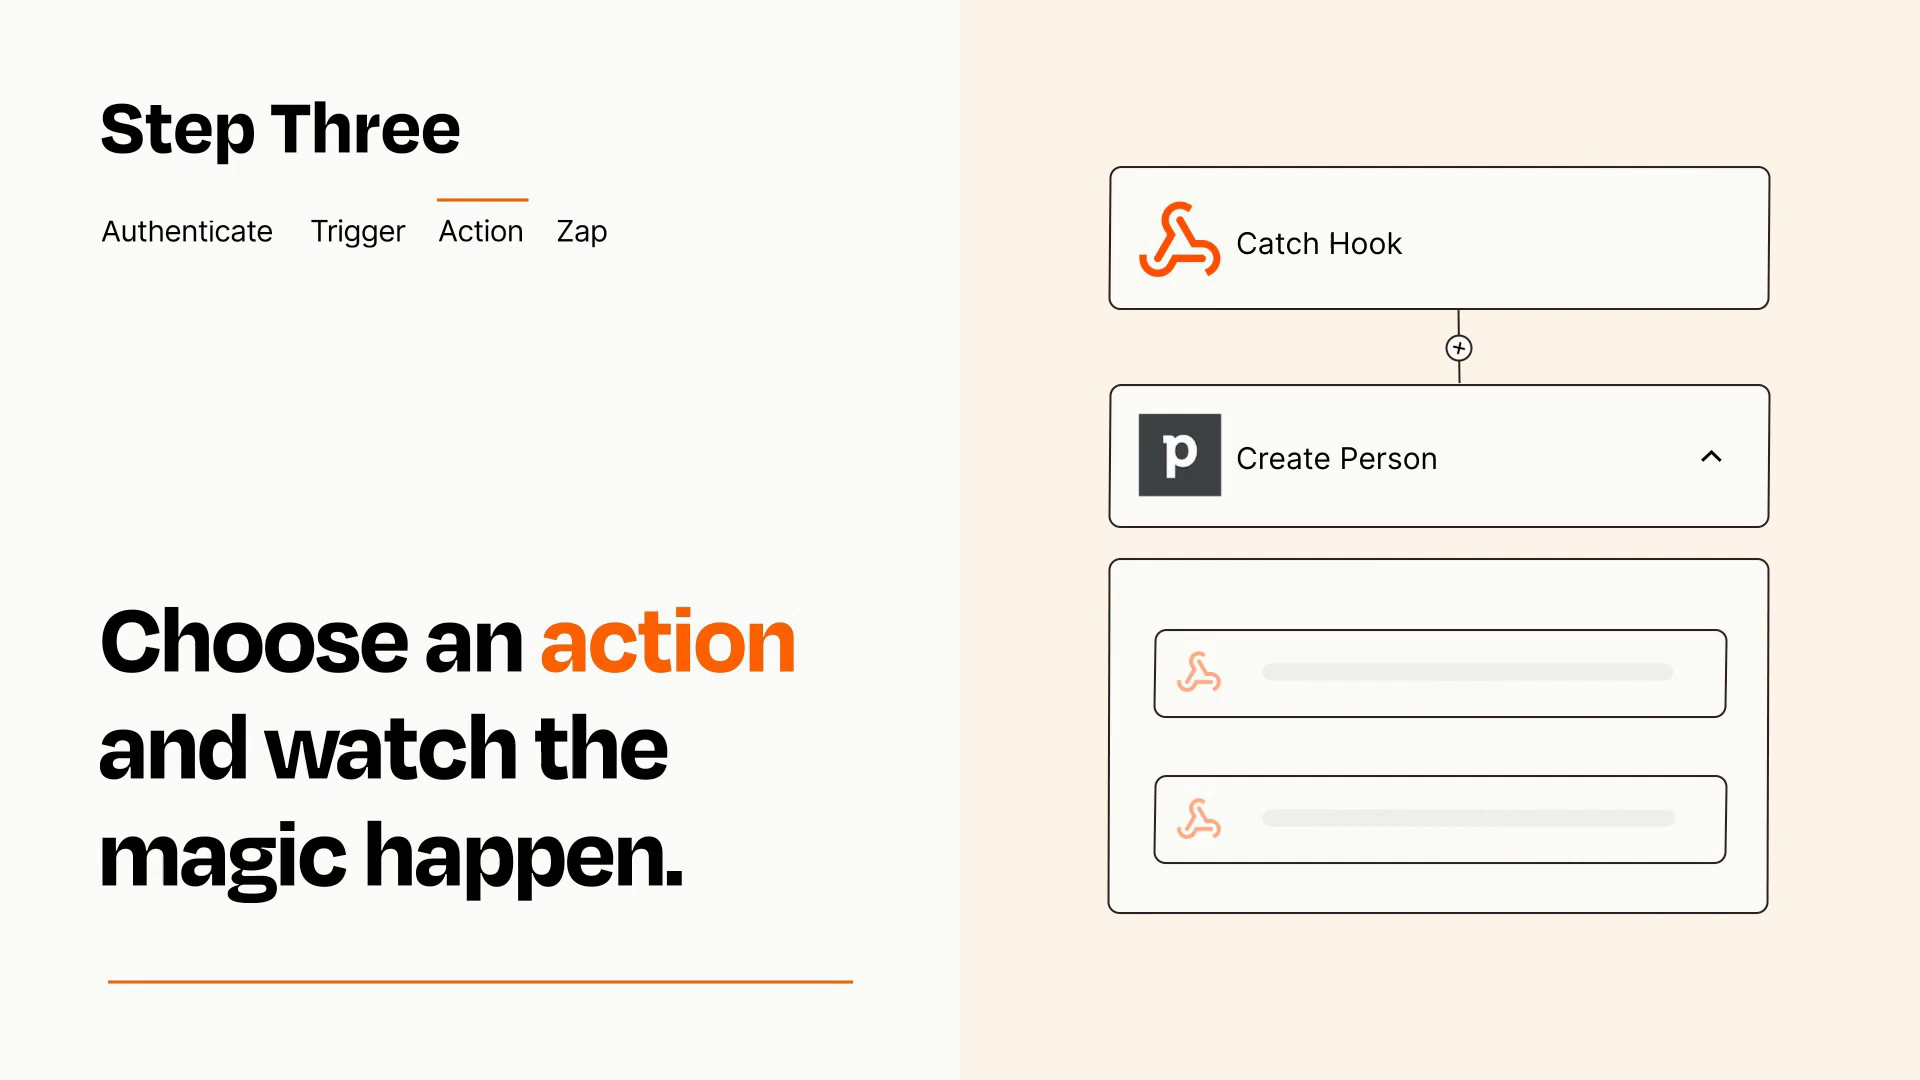 Step Three
Authenticate Trigger Action Zap
Choose an action
and watch the
magic happen.
Catch Hook
p
Create Person